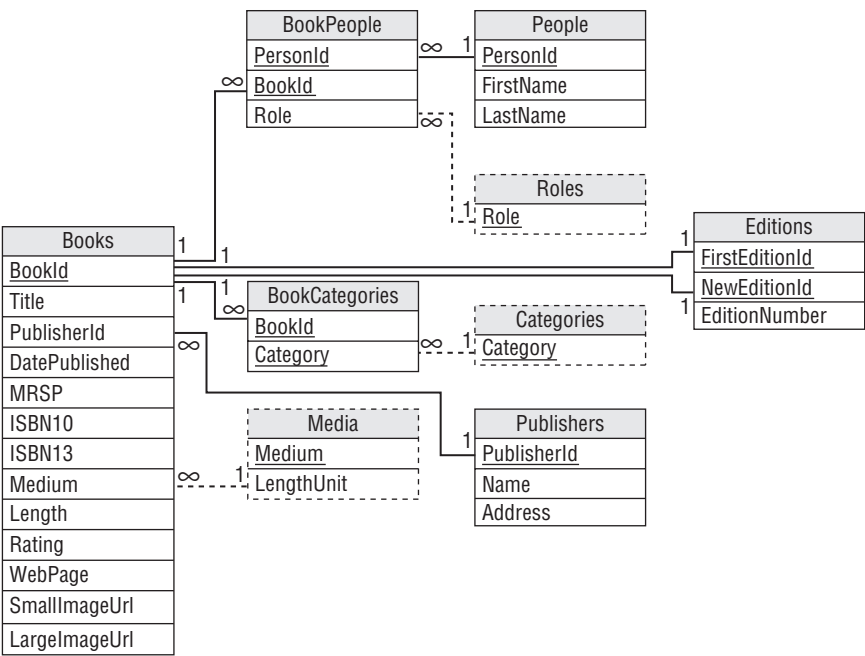 BookPeople
PersonId
BookId
Role
People
PersonId
FirstName
LastName
∞ 1
∞
∞
1
Roles
Role
Books
BookId
Title
PublisherId
DatePublished
MRSP
ISBN10
ISBN13
Medium
Length
Rating
WebPage
SmallImageUrl
LargeImageUrl
1
1
1
1
∞
BookCategories
BookId
Category
∞ 1
Categories
Category
1
1
Editions
FirstEditionId
NewEditionId
EditionNumber
∞
1
Media
Medium
LengthUnit
∞ 1
Publishers
PublisherId
Name
Address